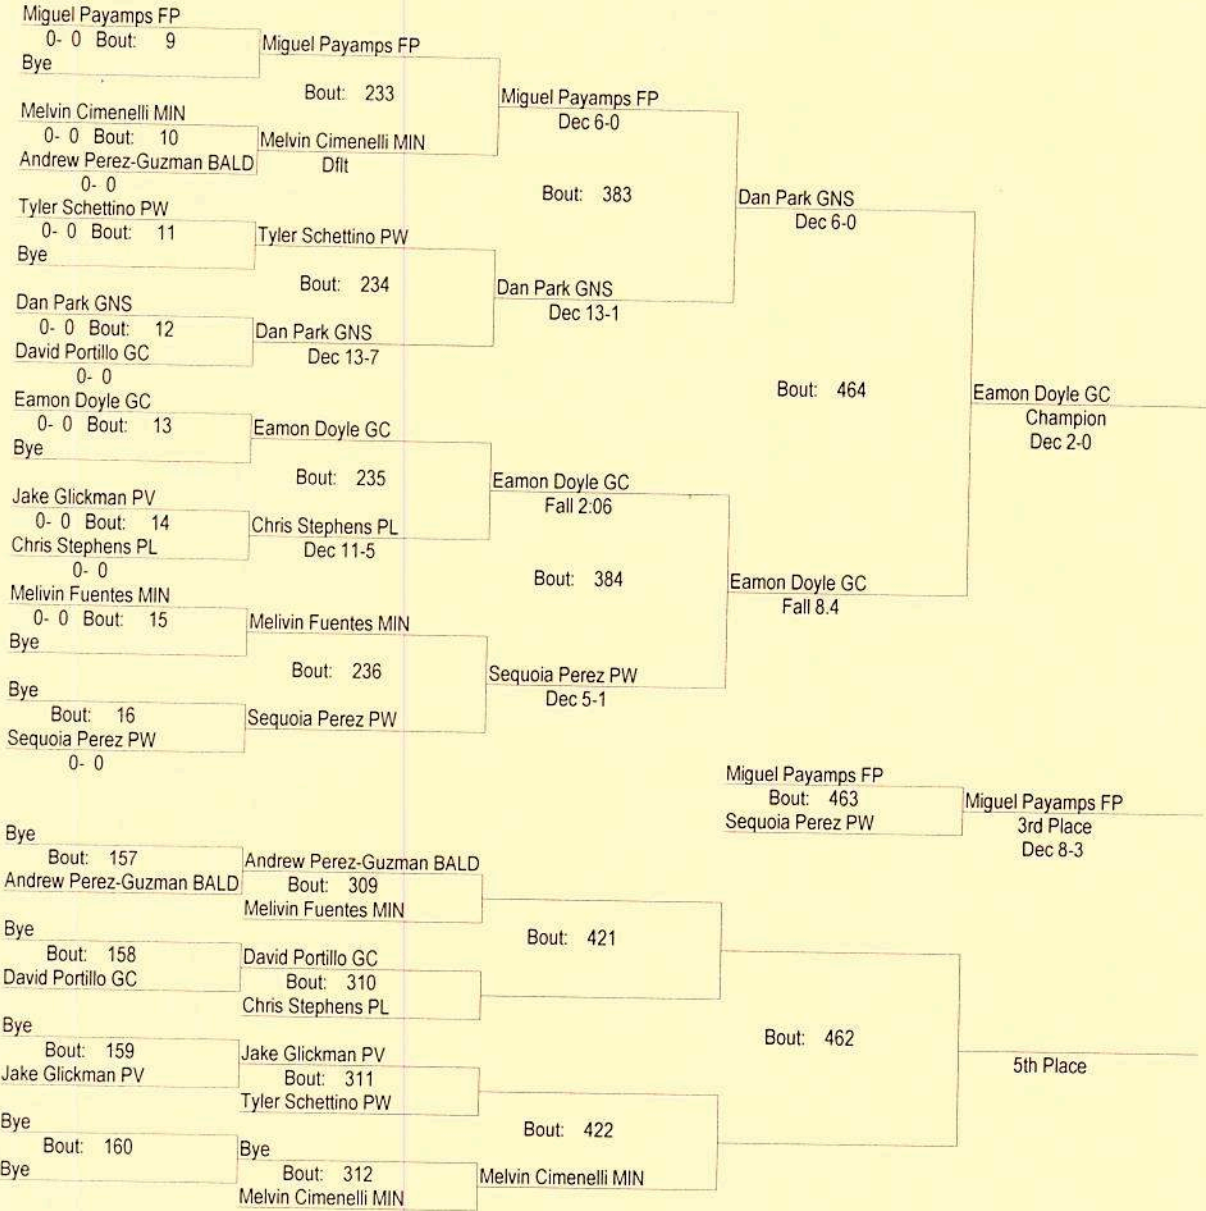 Miguel Payamps FP
0- 0 Bout: 9
Bye
Miguel Payamps FP
Bout: 233
Melvin Cimenelli MIN
0- 0 Bout: 10
Andrew Perez-Guzman BALD
0- 0
Melvin Cimenelli MIN
Dflt
Miguel Payamps FP
Dec 6-0
Bout: 383
Tyler Schettino PW
0- 0 Bout: 11
Bye
Tyler Schettino PW
Bout: 234
Dan Park GNS
0- 0 Bout: 12
David Portillo GC
0- 0
Dan Park GNS
Dec 13-7
Dan Park GNS
Dec 13-1
Dan Park GNS
Dec 6-0
Bout: 464
Eamon Doyle GC
0- 0 Bout: 13
Bye
Eamon Doyle GC
Bout: 235
Jake Glickman PV
0- 0 Bout: 14
Chris Stephens PL
0- 0
Chris Stephens PL
Dec 11-5
Eamon Doyle GC
Fall 2:06
Bout: 384
Melivin Fuentes MIN
0- 0 Bout: 15
Bye
Melivin Fuentes MIN
Bout: 236
Bye
Bout: 16
Sequoia Perez PW
0- 0
Sequoia Perez PW
Sequoia Perez PW
Dec 5-1
Eamon Doyle GC
Fall 8.4
Eamon Doyle GC
Champion
Dec 2-0
Miguel Payamps FP
Bout: 463
Sequoia Perez PW
Miguel Payamps FP
3rd Place
Dec 8-3
Bye
Bout: 157
Andrew Perez-Guzman BALD
Andrew Perez-Guzman BALD
Bout: 309
Melivin Fuentes MIN
Bout: 421
Bye
Bout: 158
David Portillo GC
David Portillo GC
Bout: 310
Chris Stephens PL
Bout: 462
Bye
Bout: 159
Jake Glickman PV
Jake Glickman PV
Bout: 311
Tyler Schettino PW
Bout: 422
Bye
Bout: 160
Bye
Bye
Bout: 312
Melvin Cimenelli MIN
Melvin Cimenelli MIN
5th Place